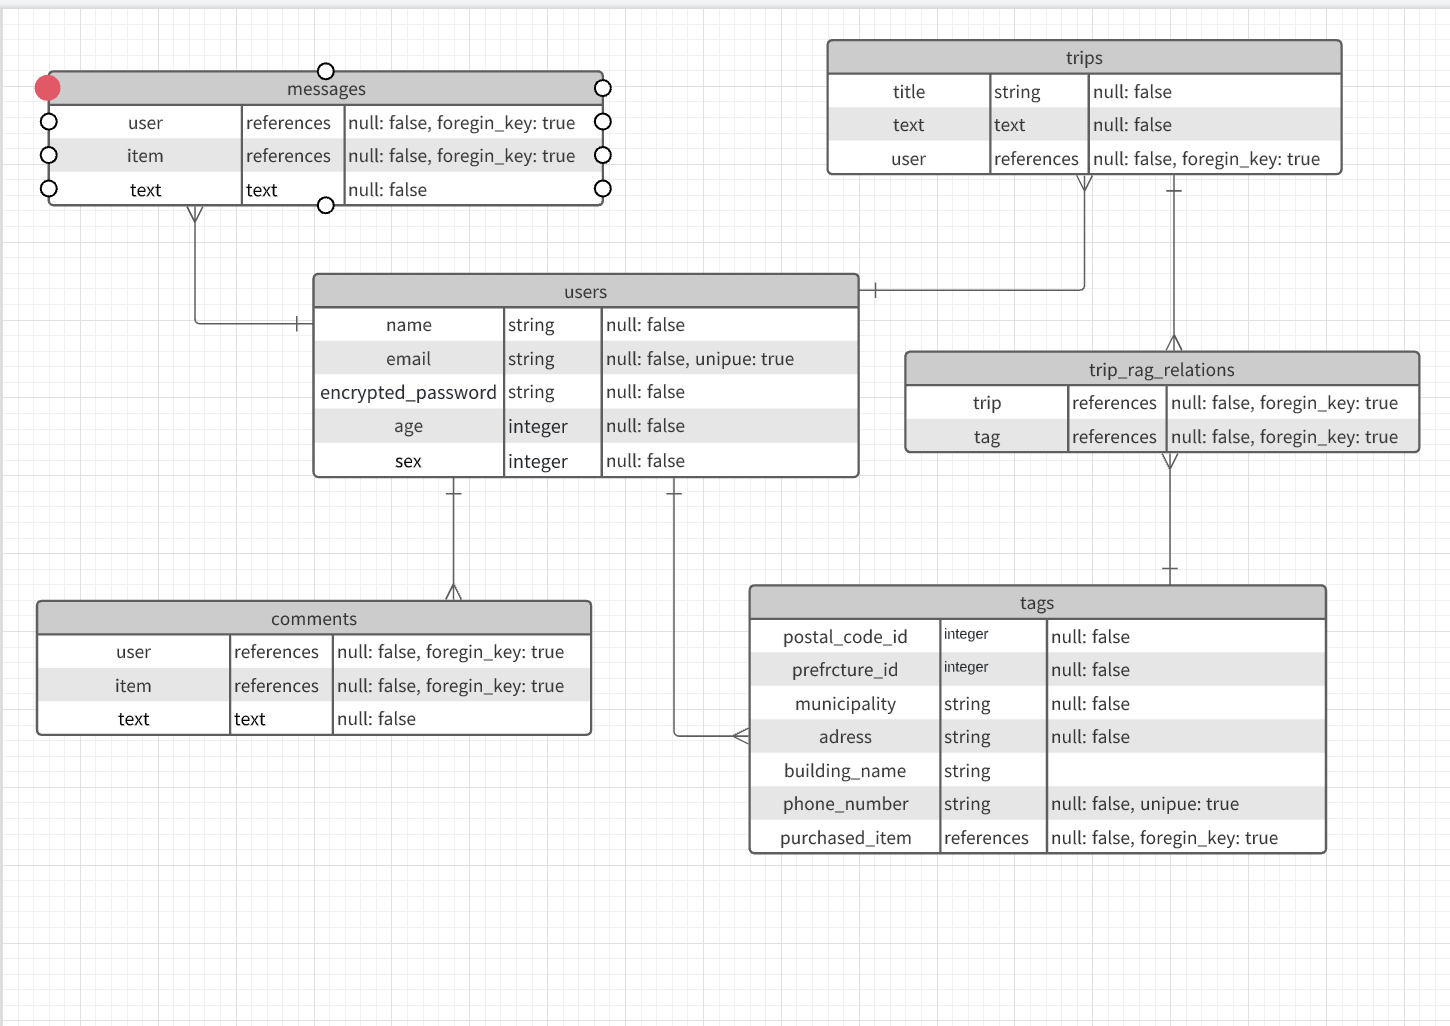 messages
user references null: false, foregin_key: true
item references null: false, foregin_key: true
text text null: false
trips
title string null: false
text text null: false
user references null: false, foregin_key: true
users
name string null: false
email string null: false, unipue: true
encrypted_password string null: false
age integer null: false
sex integer null: false
trip_rag_relations
trip references null: false, foregin_key: true
tag references null: false, foregin_key: true
comments
user references null: false, foregin_key: true
item references null: false, foregin_key: true
text text null: false
tags
postal_code_id integer null: false
prefrcture_id integer null: false
municipality string null: false
adress string null: false
building_name string
phone_number string null: false, unipue: true
purchased_item references null: false, foregin_key: true